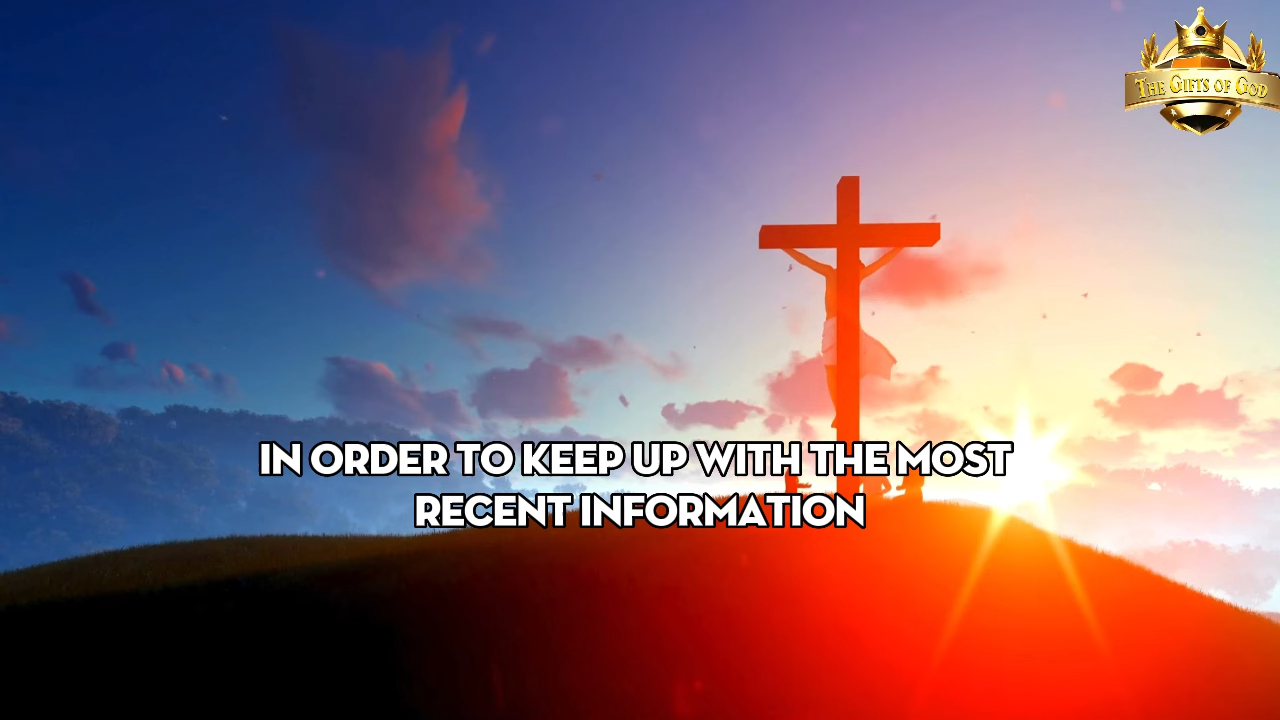 THE GIFTS OF GOD
IN ORDER TO KEEP UP WITH THE MOST
RECENT INFORMATION